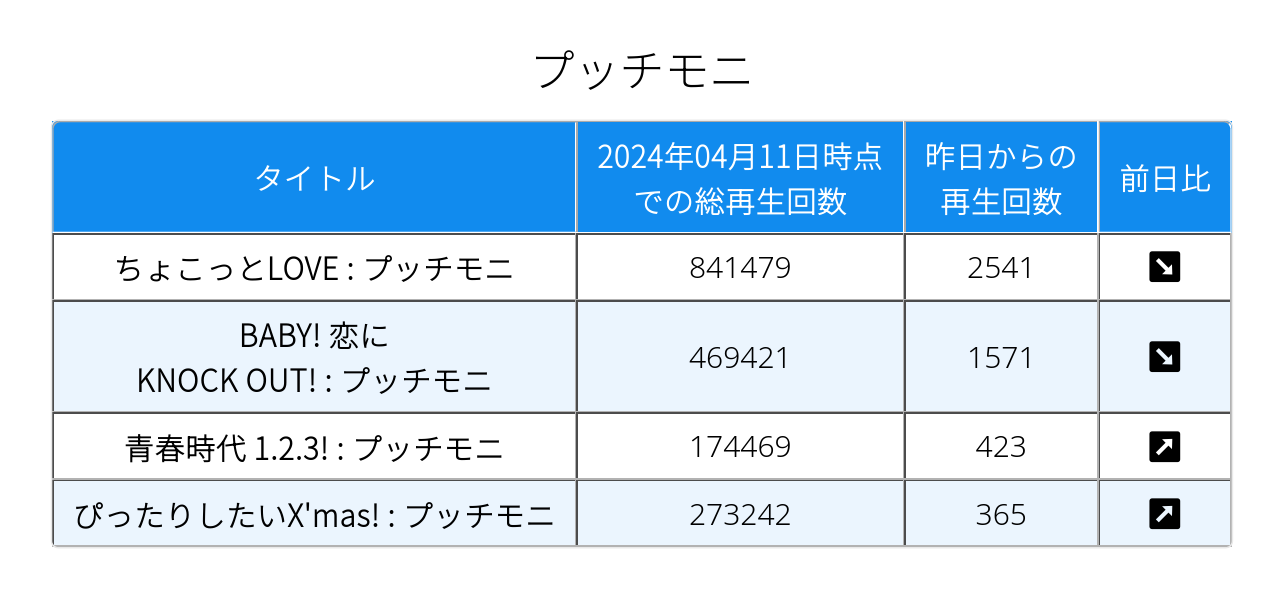 プッチモニ
タイトル
2024年04月11日時点
での総再生回数
昨日からの
再生回数
前日比
ちょこっとLOVE : プッチモニ
841479
2541
BABY! 恋に
KNOCK OUT! : プッチモニ
469421
1571
青春時代 1.2.3! : プッチモニ
174469
423
ぴったりしたいX'mas! : プッチモニ
273242
365